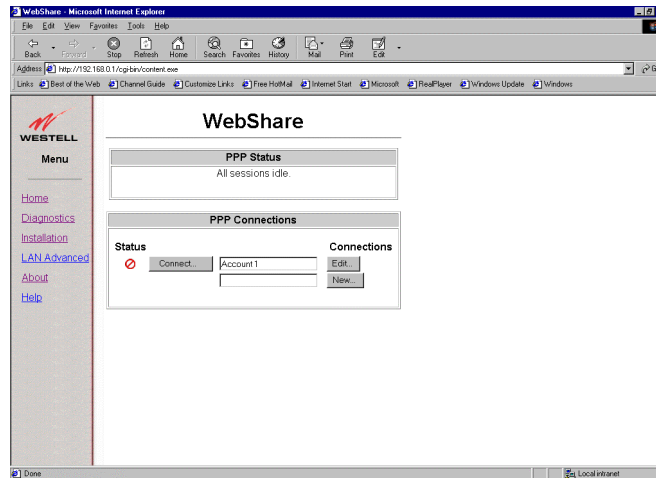 WebShare - Microsoft Internet Explorer
File Edit View Favorites Tools Help
Back Forward Stop Refresh Home Search Favorites History Mail Print Edit
Address http://192.168.0.1/cgi-bin/content.exe G
Links Best of the Web Channel Guide Customize Links Free HotMail Internet Start Microsoft RealPlayer Windows Update Windows
WESTELL
Menu
Home
Diagnostics
Installation
LAN Advanced
About
Help
WebShare
PPP Status
All sessions idle.
PPP Connections
Status Connections
Connect... Account1 Edit...
New...
Done Local intranet